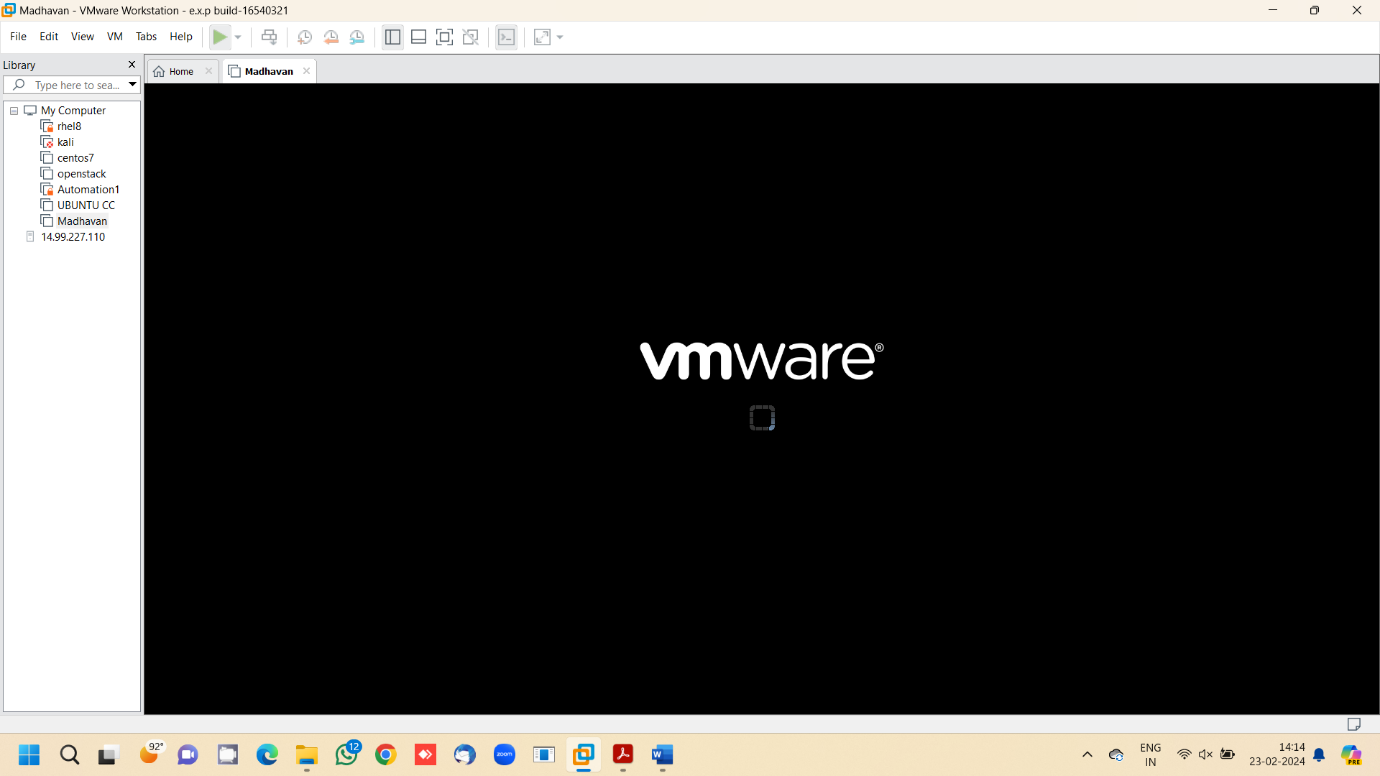 Madhavan - VMware Workstation - e.x.p build-16540321
File Edit View VM Tabs Help
Library
Type here to sea...
Home
Madhavan
My Computer
rhel8
kali
centos7
openstack
Automation1
UBUNTU CC
Madhavan
14.99.227.110
vmware®
92°
12
zoom
W
ENG
IN
14:14
23-02-2024
PRE